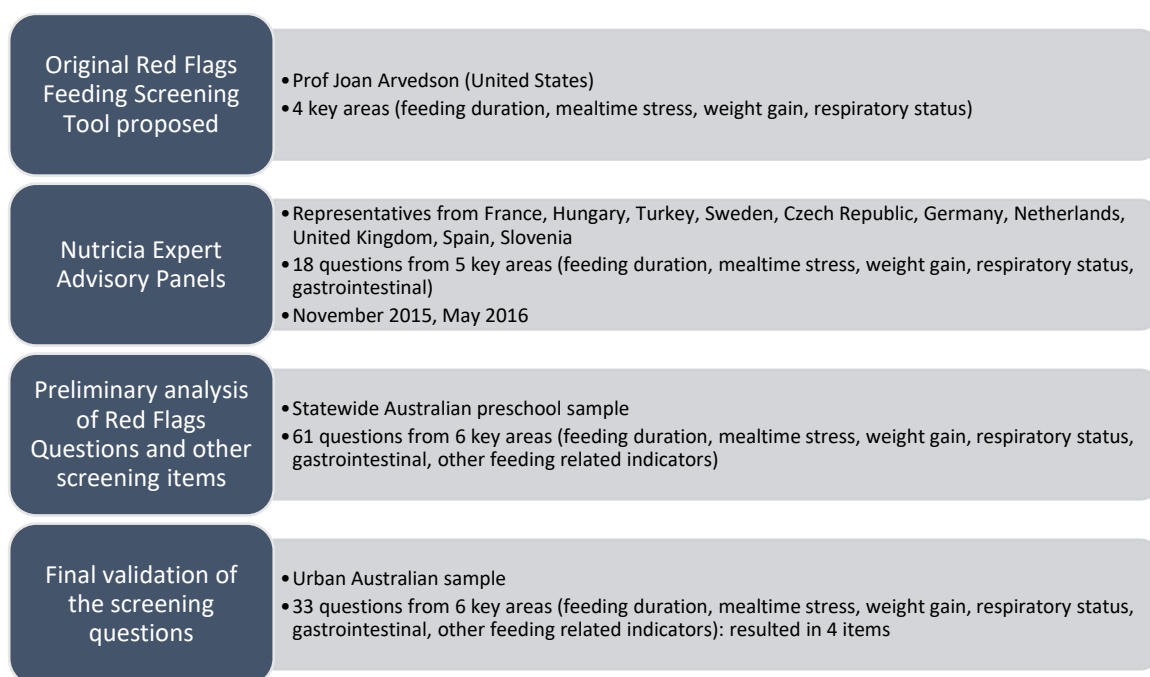 Original Red Flags
Feeding Screening
Tool proposed
•Prof Joan Arvedson (United States)
•4 key areas (feeding duration, mealtime stress, weight gain, respiratory status)
Nutricia Expert
Advisory Panels
•Representatives from France, Hungary, Turkey, Sweden, Czech Republic, Germany, Netherlands,
United Kingdom, Spain, Slovenia
•18 questions from 5 key areas (feeding duration, mealtime stress, weight gain, respiratory status,
gastrointestinal)
•November 2015, May 2016
Preliminary analysis
of Red Flags
Questions and other
screening items
•Statewide Australian preschool sample
•61 questions from 6 key areas (feeding duration, mealtime stress, weight gain, respiratory status,
gastrointestinal, other feeding related indicators)
Final validation of
the screening
questions
•Urban Australian sample
•33 questions from 6 key areas (feeding duration, mealtime stress, weight gain, respiratory status,
gastrointestinal, other feeding related indicators): resulted in 4 items